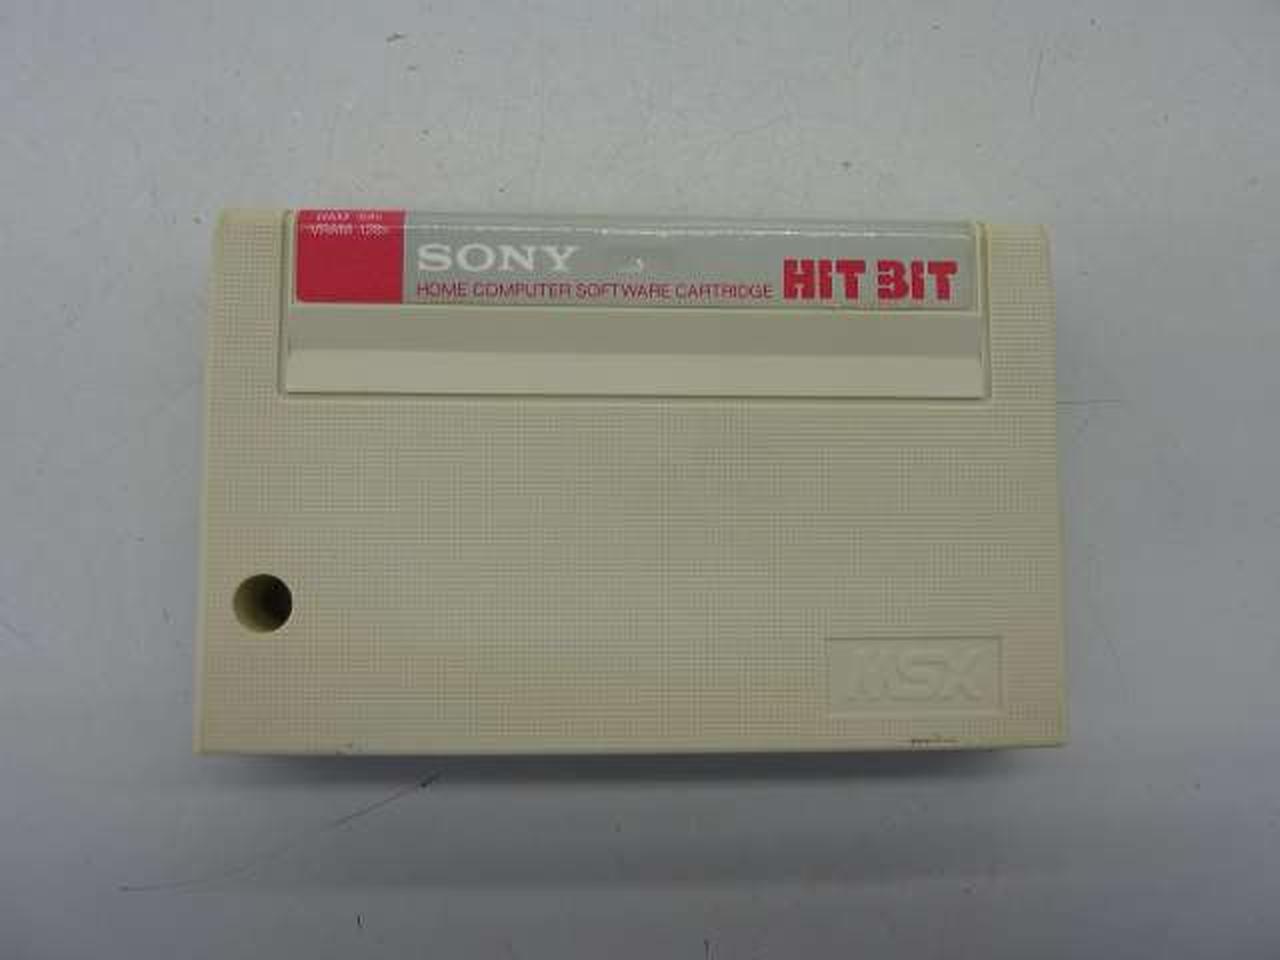 RAM 64K
VRAM 128K
SONY
HOME COMPUTER SOFTWARE CARTRIDGE
HIT BIT
MSX